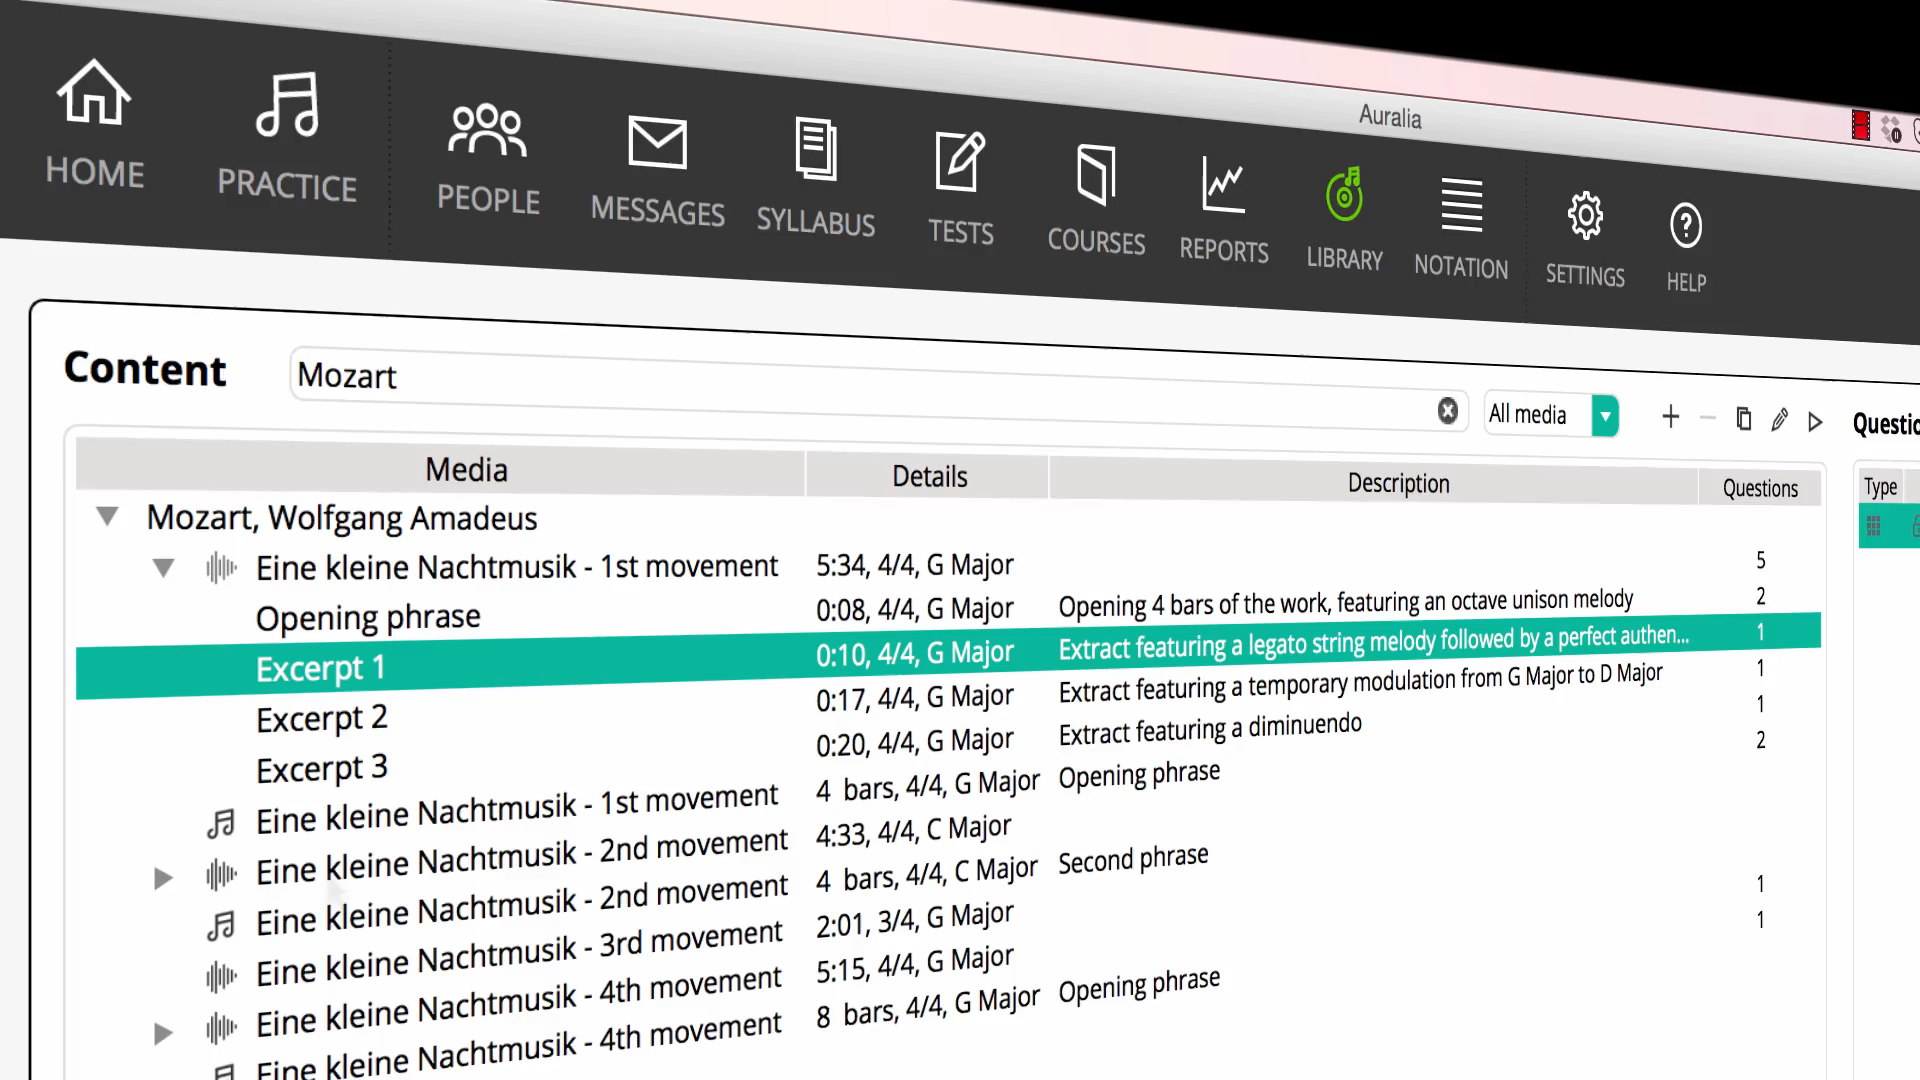 Auralia
HOME
PRACTICE
PEOPLE
MESSAGES
SYLLABUS
TESTS
COURSES
REPORTS
LIBRARY
NOTATION
SETTINGS
HELP
Content
Mozart
All media
Media Details Description Questions
Type
Mozart, Wolfgang Amadeus
Eine kleine Nachtmusik - 1st movement 5:34, 4/4, G Major 5
Opening phrase 0:08, 4/4, G Major Opening 4 bars of the work, featuring an octave unison melody 2
Excerpt 1 0:10, 4/4, G Major Extract featuring a legato string melody followed by a perfect authen... 1
Excerpt 2 0:17, 4/4, G Major Extract featuring a temporary modulation from G Major to D Major 1
Excerpt 3 0:20, 4/4, G Major Extract featuring a diminuendo 1
Eine kleine Nachtmusik - 1st movement 4 bars, 4/4, G Major Opening phrase 2
Eine kleine Nachtmusik - 2nd movement 4:33, 4/4, C Major
Eine kleine Nachtmusik - 2nd movement 4 bars, 4/4, C Major Second phrase
Eine kleine Nachtmusik - 3rd movement 2:01, 3/4, G Major 1
Eine kleine Nachtmusik - 4th movement 5:15, 4/4, G Major 1
Eine kleine Nachtmusik - 4th movement 8 bars, 4/4, G Major Opening phrase